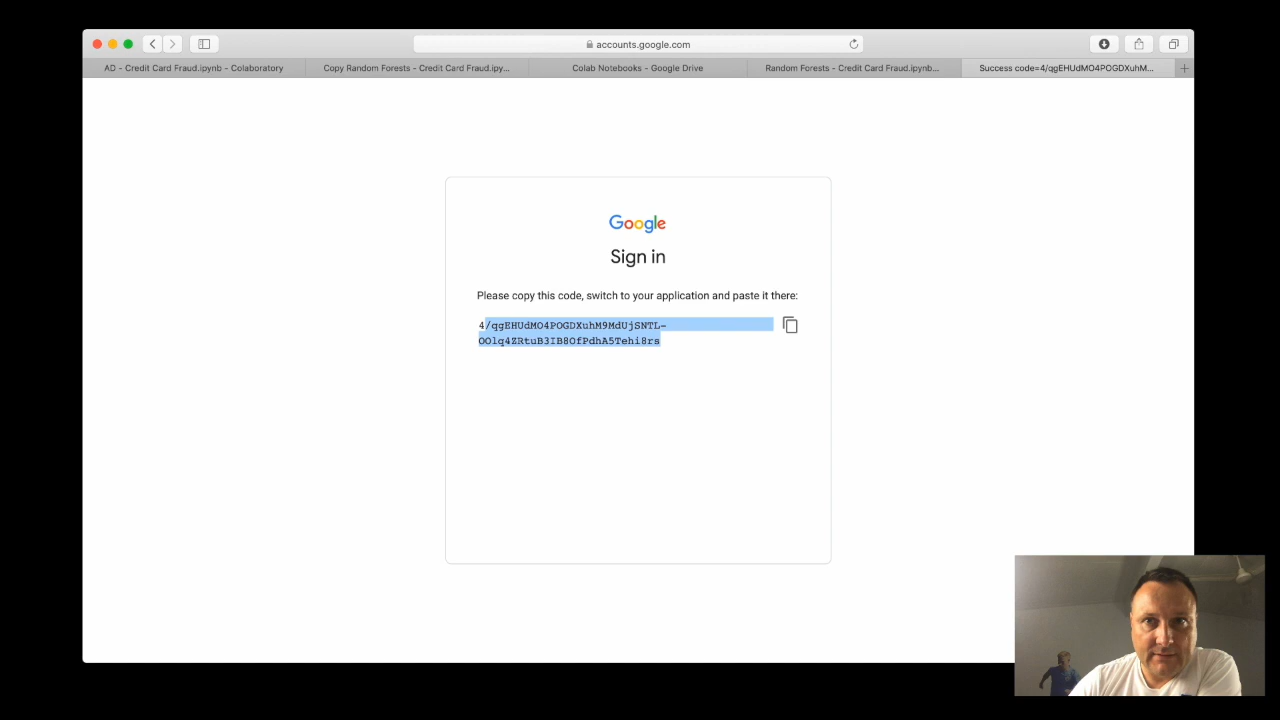 accounts.google.com
AD - Credit Card Fraud.ipynb - Colaboratory
Copy Random Forests - Credit Card Fraud.ipy...
Colab Notebooks - Google Drive
Random Forests - Credit Card Fraud.ipynb...
Success code=4/qgEHUdMO4POGDXuhM...
Google
Sign in
Please copy this code, switch to your application and paste it there:
4/qgEHUdMO4POGDXuhM9MdUjSNTL-
OOlq4ZRtuB3IB8OfPdhA5Tehi8rs